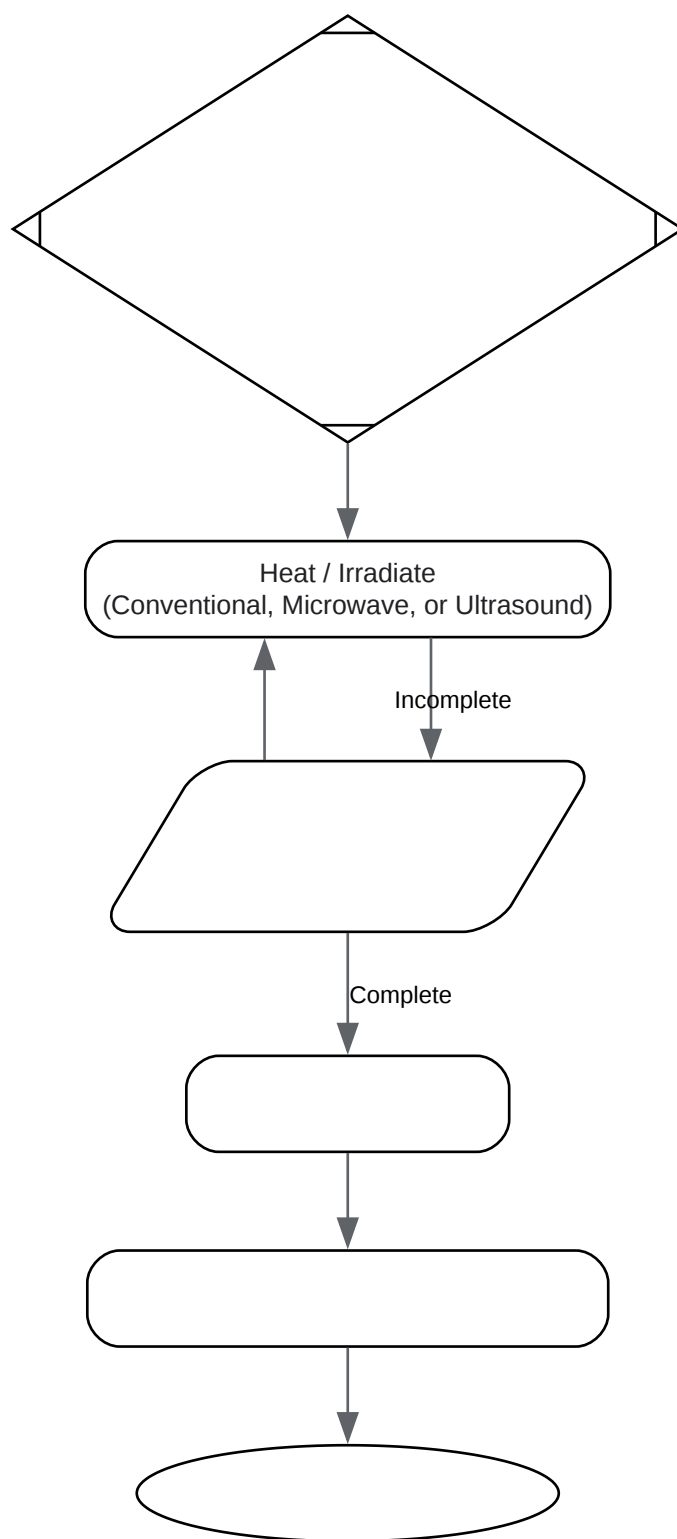 Heat / Irradiate
(Conventional, Microwave, or Ultrasound)
Incomplete
Complete